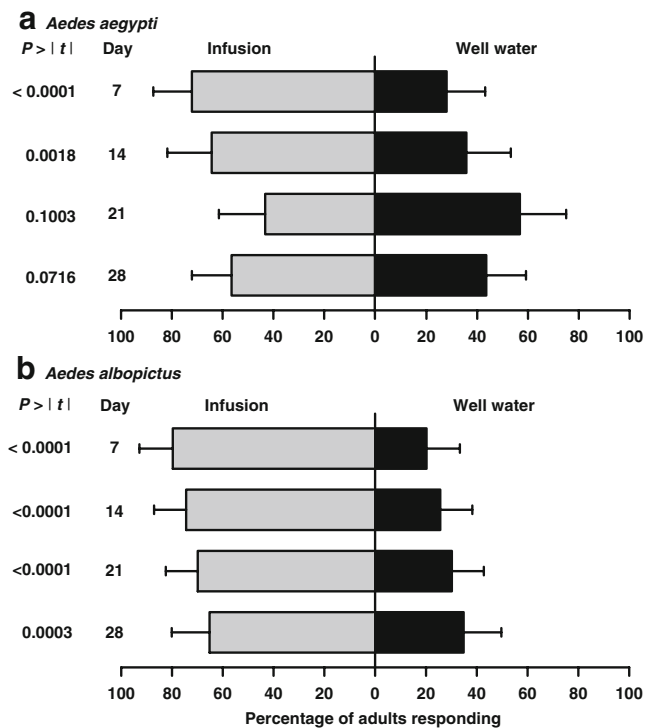 a Aedes aegypti
P > | t | Day Infusion Well water
< 0.0001 7
0.0018 14
0.1003 21
0.0716 28
100 80 60 40 20 0 20 40 60 80 100
b Aedes albopictus
P > | t | Day Infusion Well water
< 0.0001 7
<0.0001 14
<0.0001 21
0.0003 28
100 80 60 40 20 0 20 40 60 80 100
Percentage of adults responding